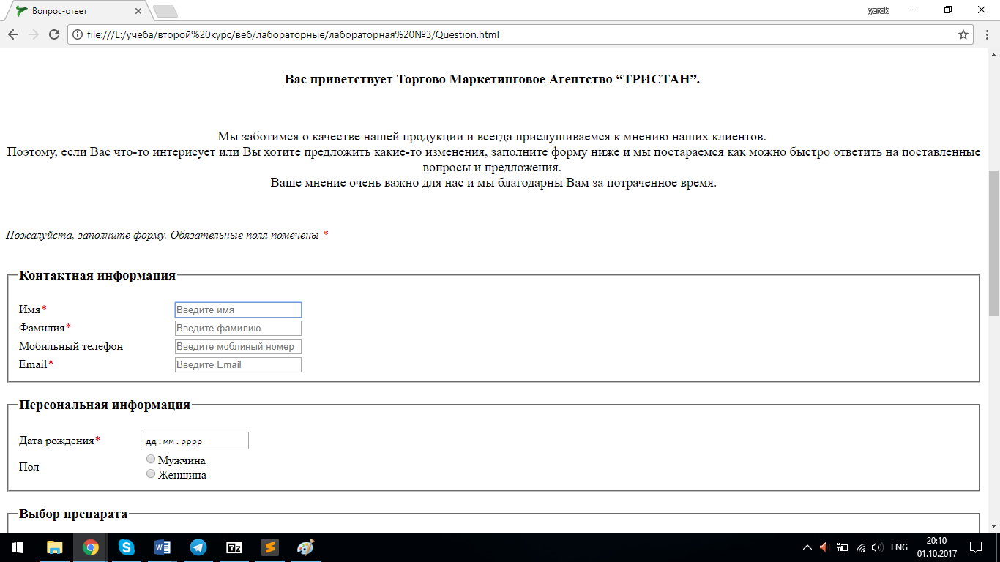 Вопрос-ответ
yarok
file:///E:/учеба/второй%20курс/веб/лабораторные/лабораторная%20№3/Question.html
Вас приветствует Торгово Маркетинговое Агентство “ТРИСТАН”.
Мы заботимся о качестве нашей продукции и всегда прислушиваемся к мнению наших клиентов.
Поэтому, если Вас что-то интерисует или Вы хотите предложить какие-то изменения, заполните форму ниже и мы постараемся как можно быстро ответить на поставленные
вопросы и предложения.
Ваше мнение очень важно для нас и мы благодарны Вам за потраченное время.
Пожалуйста, заполните форму. Обязательные поля помечены *
Контактная информация
Имя* Введите имя
Фамилия* Введите фамилию
Мобильный телефон Введите моблиный номер
Email* Введите Email
Персональная информация
Дата рождения* дд.мм.рррр
Пол
Мужчина
Женщина
Выбор препарата
7z
ENG
20:10
01.10.2017